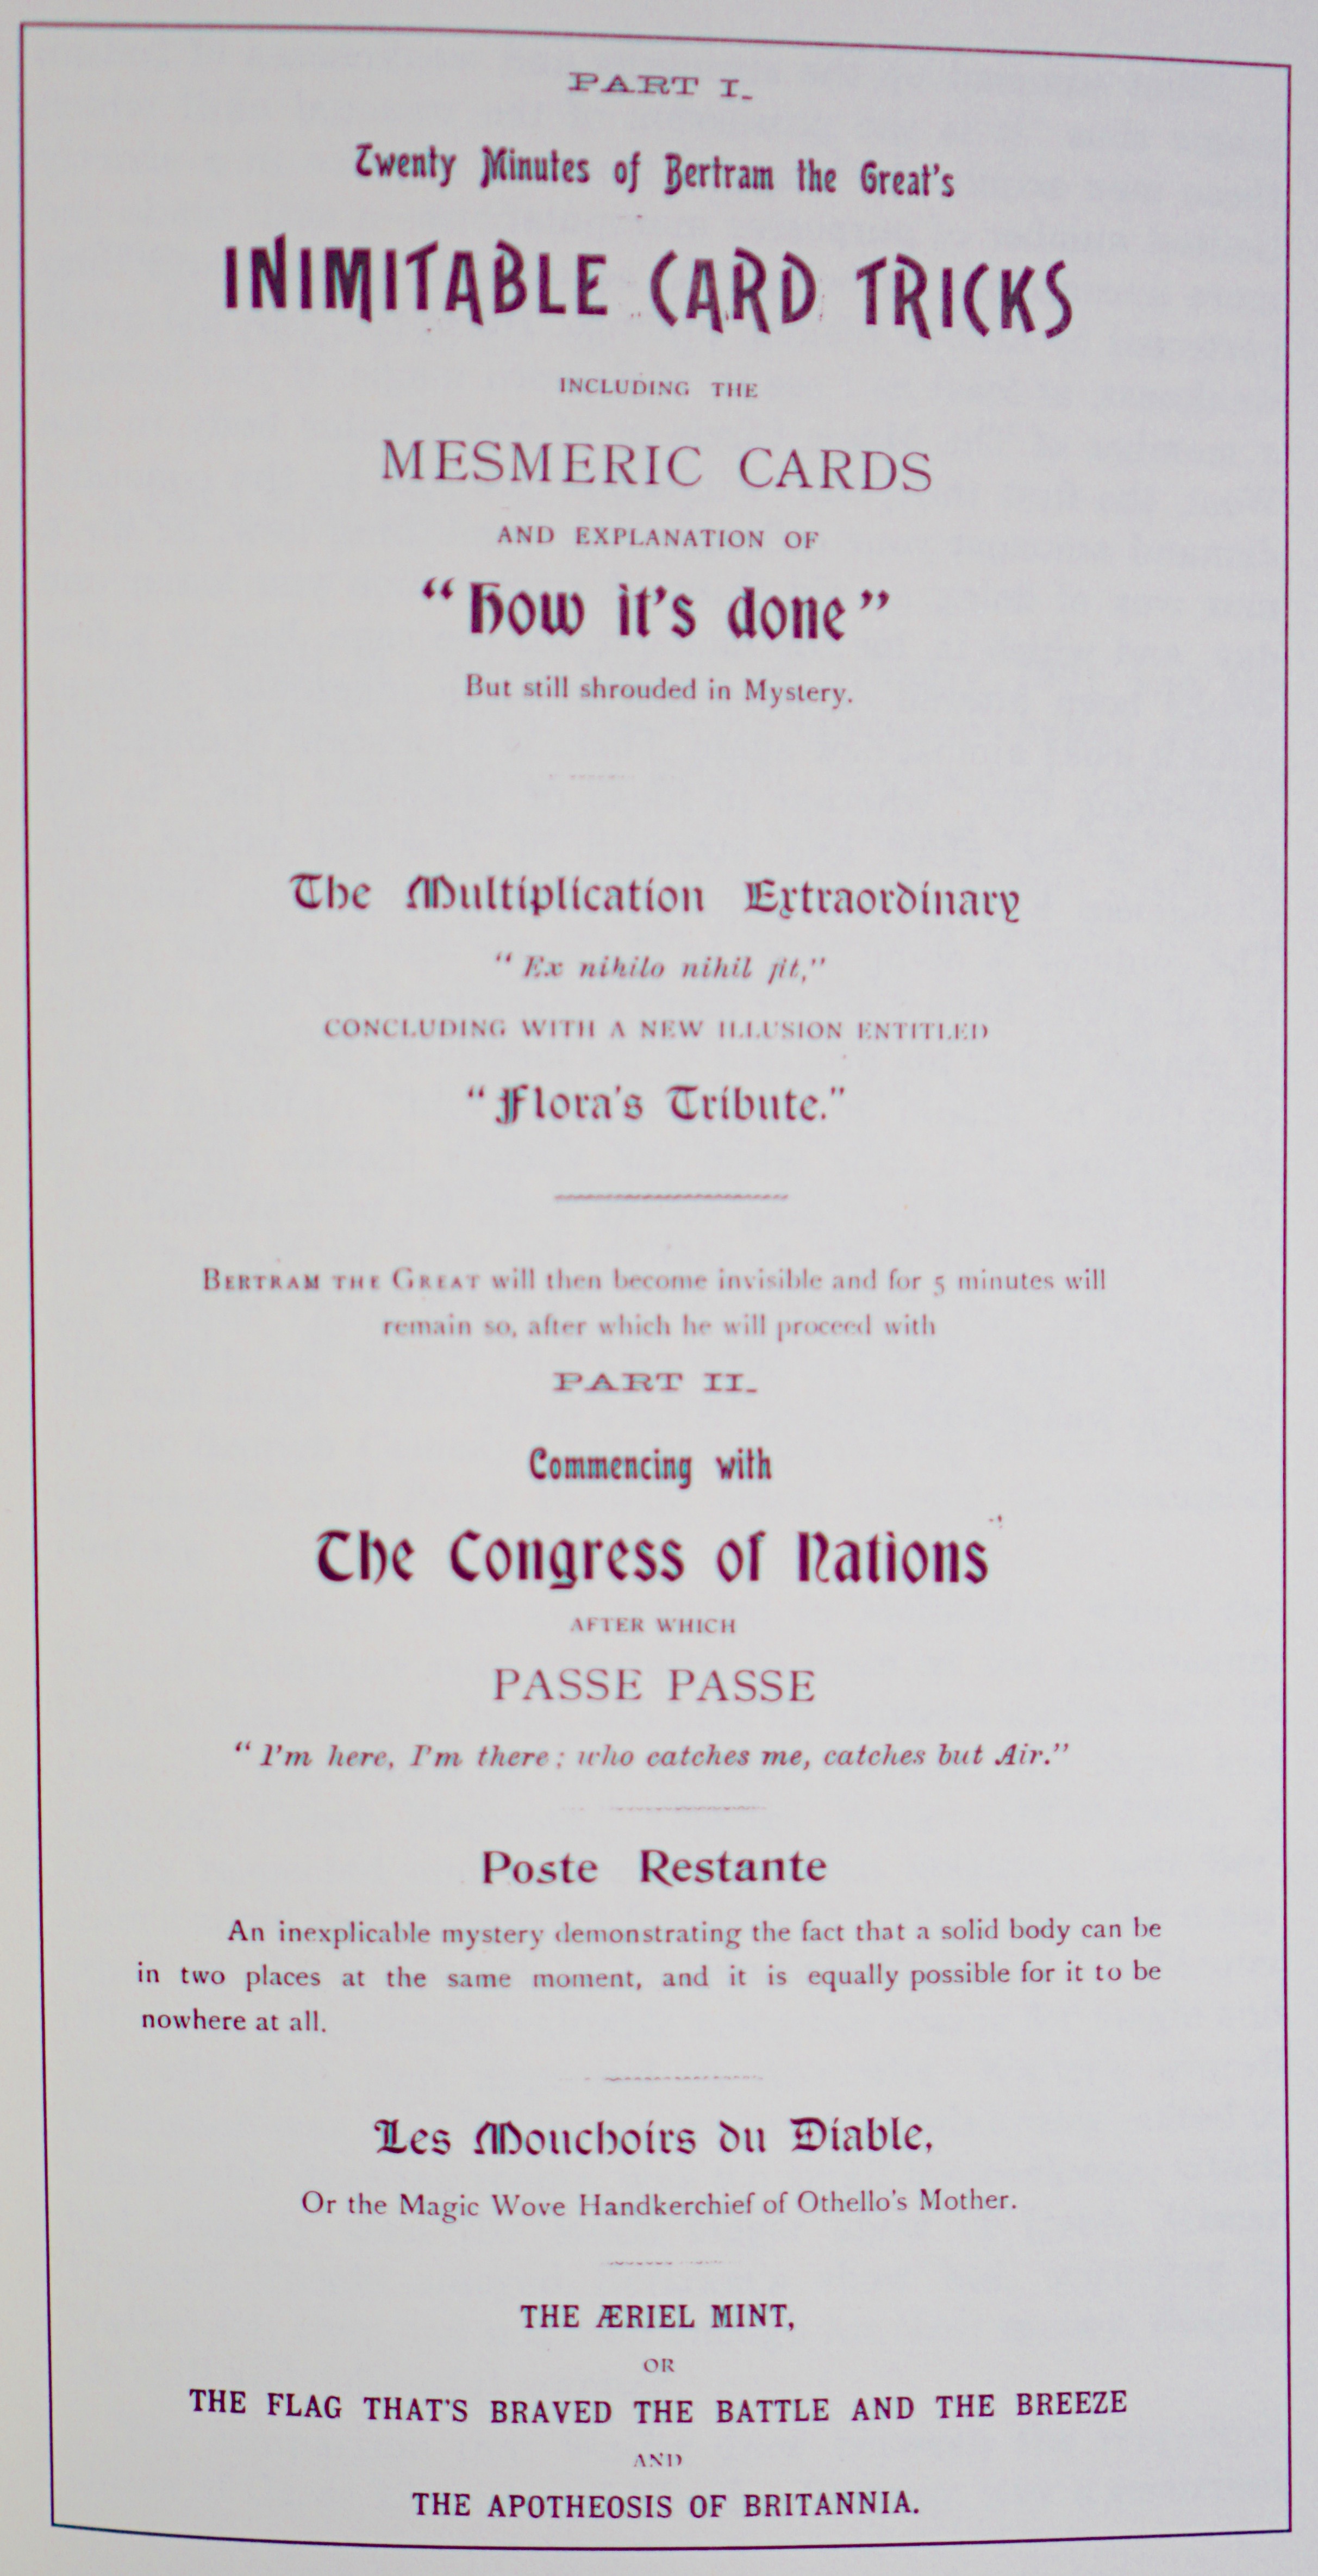 PART I.
Twenty Minutes of Bertram the Great's
INIMITABLE CARD TRICKS
INCLUDING THE
MESMERIC CARDS
AND EXPLANATION OF
“How it's done”
But still shrouded in Mystery.
The Multiplication Extraordinary
“Ex nihilo nihil fit,”
CONCLUDING WITH A NEW ILLUSION ENTITLED
“Flora's Tribute.”
BERTRAM THE GREAT will then become invisible and for 5 minutes will
remain so, after which he will proceed with
PART II.
Commencing with
The Congress of Nations
AFTER WHICH
PASSE PASSE
“I'm here, I'm there; who catches me, catches but Air.”
Poste Restante
An inexplicable mystery demonstrating the fact that a solid body can be
in two places at the same moment, and it is equally possible for it to be
nowhere at all.
Les Mouchoirs du Diable,
Or the Magic Wove Handkerchief of Othello's Mother.
THE ÆRIEL MINT,
OR
THE FLAG THAT'S BRAVED THE BATTLE AND THE BREEZE
AND
THE APOTHEOSIS OF BRITANNIA.